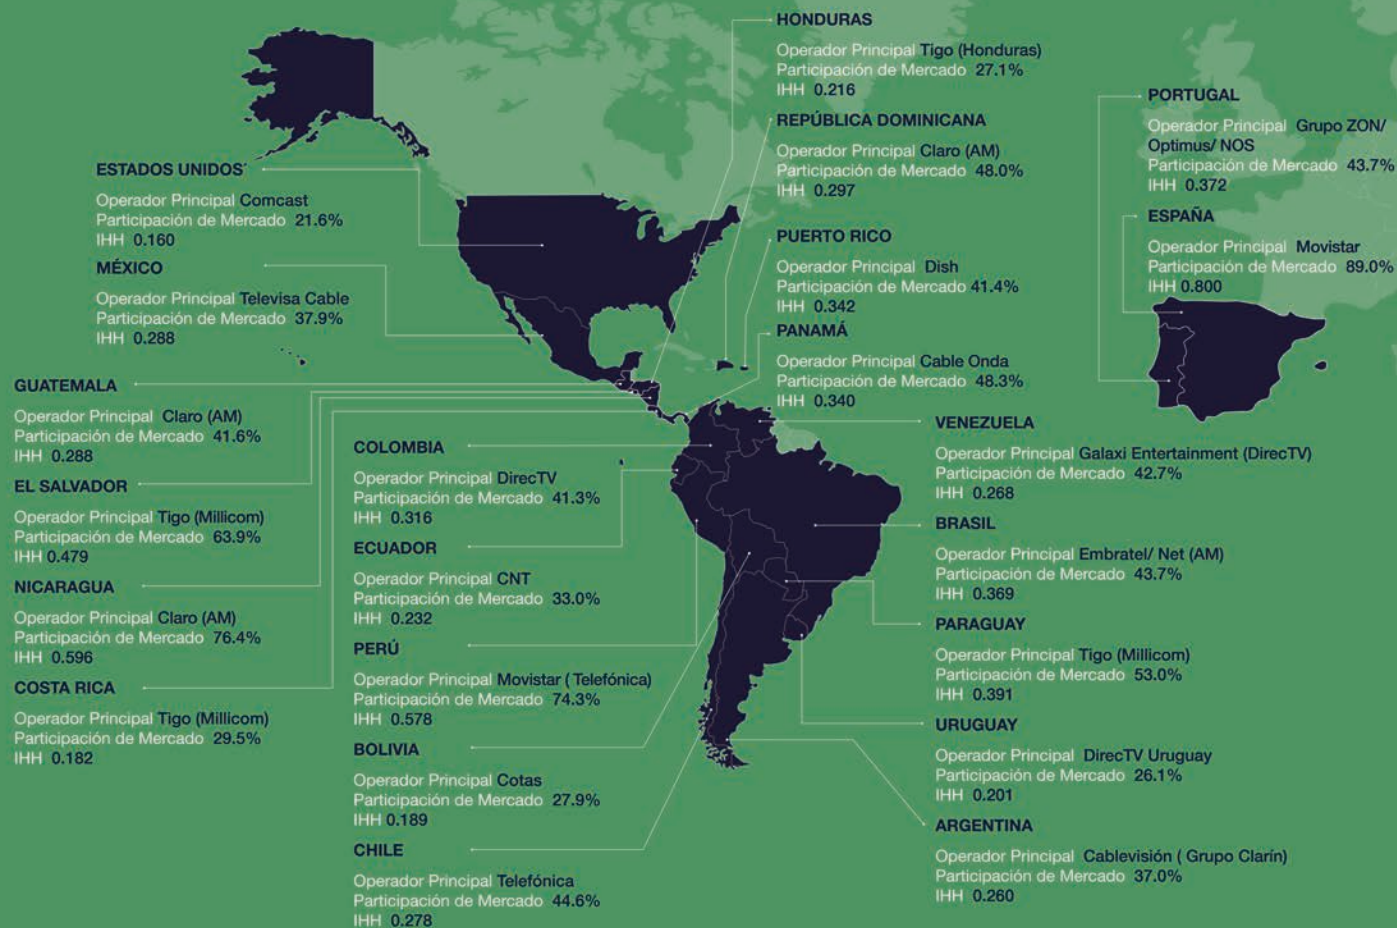 ESTADOS UNIDOS*
Operador Principal Comcast
Participación de Mercado 21.6%
IHH 0.160
MÉXICO
Operador Principal Televisa Cable
Participación de Mercado 37.9%
IHH 0.288
GUATEMALA
Operador Principal Claro (AM)
Participación de Mercado 41.6%
IHH 0.288
EL SALVADOR
Operador Principal Tigo (Millicom)
Participación de Mercado 63.9%
IHH 0.479
NICARAGUA
Operador Principal Claro (AM)
Participación de Mercado 76.4%
IHH 0.596
COSTA RICA
Operador Principal Tigo (Millicom)
Participación de Mercado 29.5%
IHH 0.182
COLOMBIA
Operador Principal DirecTV
Participación de Mercado 41.3%
IHH 0.316
ECUADOR
Operador Principal CNT
Participación de Mercado 33.0%
IHH 0.232
PERÚ
Operador Principal Movistar ( Telefónica)
Participación de Mercado 74.3%
IHH 0.578
BOLIVIA
Operador Principal Cotas
Participación de Mercado 27.9%
IHH 0.189
CHILE
Operador Principal Telefónica
Participación de Mercado 44.6%
IHH 0.278
HONDURAS
Operador Principal Tigo (Honduras)
Participación de Mercado 27.1%
IHH 0.216
REPÚBLICA DOMINICANA
Operador Principal Claro (AM)
Participación de Mercado 48.0%
IHH 0.297
PUERTO RICO
Operador Principal Dish
Participación de Mercado 41.4%
IHH 0.342
PANAMÁ
Operador Principal Cable Onda
Participación de Mercado 48.3%
IHH 0.340
VENEZUELA
Operador Principal Galaxi Entertainment (DirecTV)
Participación de Mercado 42.7%
IHH 0.268
BRASIL
Operador Principal Embratel/ Net (AM)
Participación de Mercado 43.7%
IHH 0.369
PARAGUAY
Operador Principal Tigo (Millicom)
Participación de Mercado 53.0%
IHH 0.391
URUGUAY
Operador Principal DirecTV Uruguay
Participación de Mercado 26.1%
IHH 0.201
ARGENTINA
Operador Principal Cablevisión ( Grupo Clarín)
Participación de Mercado 37.0%
IHH 0.260
PORTUGAL
Operador Principal Grupo ZON/
Optimus/ NOS
Participación de Mercado 43.7%
IHH 0.372
ESPAÑA
Operador Principal Movistar
Participación de Mercado 89.0%
IHH 0.800